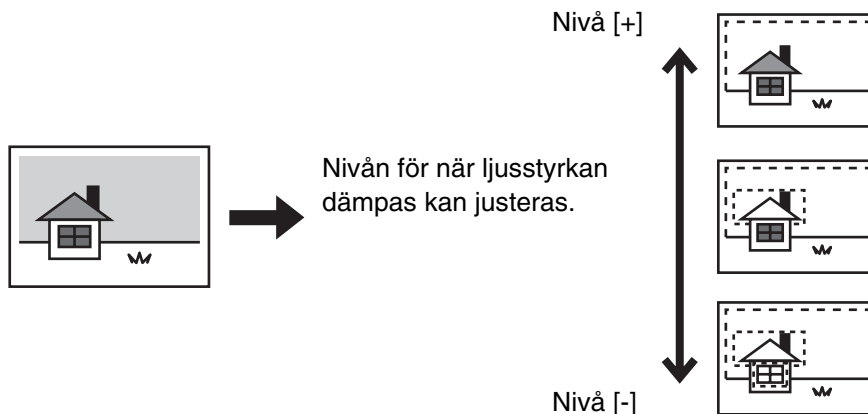 Nivå [+]
Nivån för när ljusstyrkan
dämpas kan justeras.
Nivå [-]